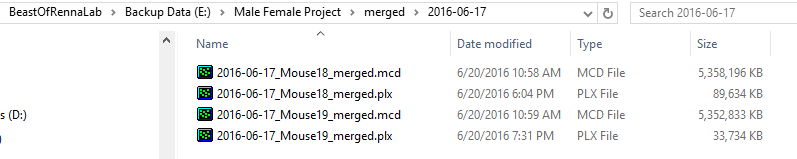 BeastOfRennaLab > Backup Data (E:) > Male Female Project > merged > 2016-06-17 Search 2016-06-17
Name Date modified Type Size
2016-06-17_Mouse18_merged.mcd 6/20/2016 10:58 AM MCD File 5,358,196 KB
2016-06-17_Mouse18_merged.plx 6/20/2016 6:04 PM PLX File 89,634 KB
s (D:) 2016-06-17_Mouse19_merged.mcd 6/20/2016 10:59 AM MCD File 5,352,833 KB
2016-06-17_Mouse19_merged.plx 6/20/2016 7:31 PM PLX File 33,734 KB